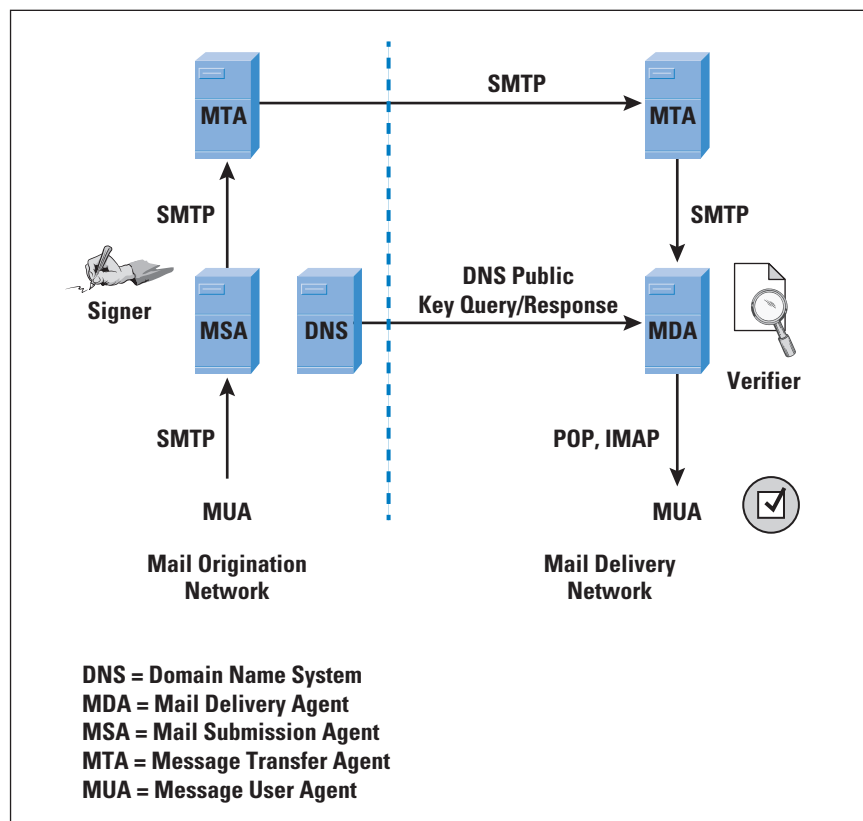 SMTP
MTA
MTA
SMTP
SMTP
Signer
DNS Public
Key Query/Response
MSA
DNS
MDA
Verifier
SMTP
POP, IMAP
MUA
MUA
Mail Origination
Network
Mail Delivery
Network
DNS = Domain Name System
MDA = Mail Delivery Agent
MSA = Mail Submission Agent
MTA = Message Transfer Agent
MUA = Message User Agent